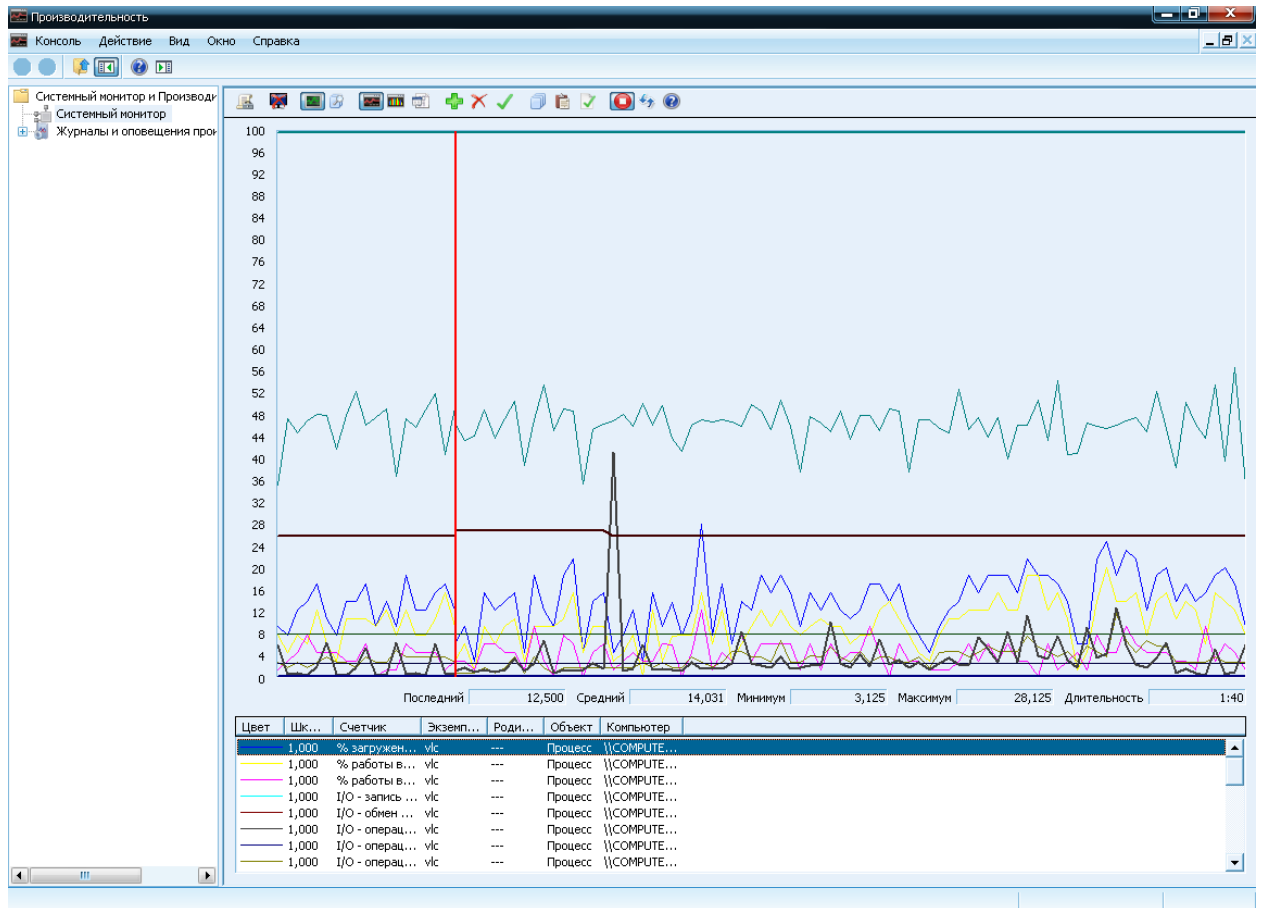 Производительность
Консоль Действие Вид Окно Справка
Системный монитор и Производи
Системный монитор
Журналы и оповещения прои
100
96
92
88
84
80
76
72
68
64
60
56
52
48
44
40
36
32
28
24
20
16
12
8
4
0
Последний 12,500 Средний 14,031 Минимум 3,125 Максимум 28,125 Длительность 1:40
Цвет Шк... Счетчик Экземп... Роди... Объект Компьютер
1,000 % загружен... vlc --- Процесс \\COMPUTE...
1,000 % работы в... vlc --- Процесс \\COMPUTE...
1,000 % работы в... vlc --- Процесс \\COMPUTE...
1,000 I/O - запись ... vlc --- Процесс \\COMPUTE...
1,000 I/O - обмен ... vlc --- Процесс \\COMPUTE...
1,000 I/O - операц... vlc --- Процесс \\COMPUTE...
1,000 I/O - операц... vlc --- Процесс \\COMPUTE...
1,000 I/O - операц... vlc --- Процесс \\COMPUTE...